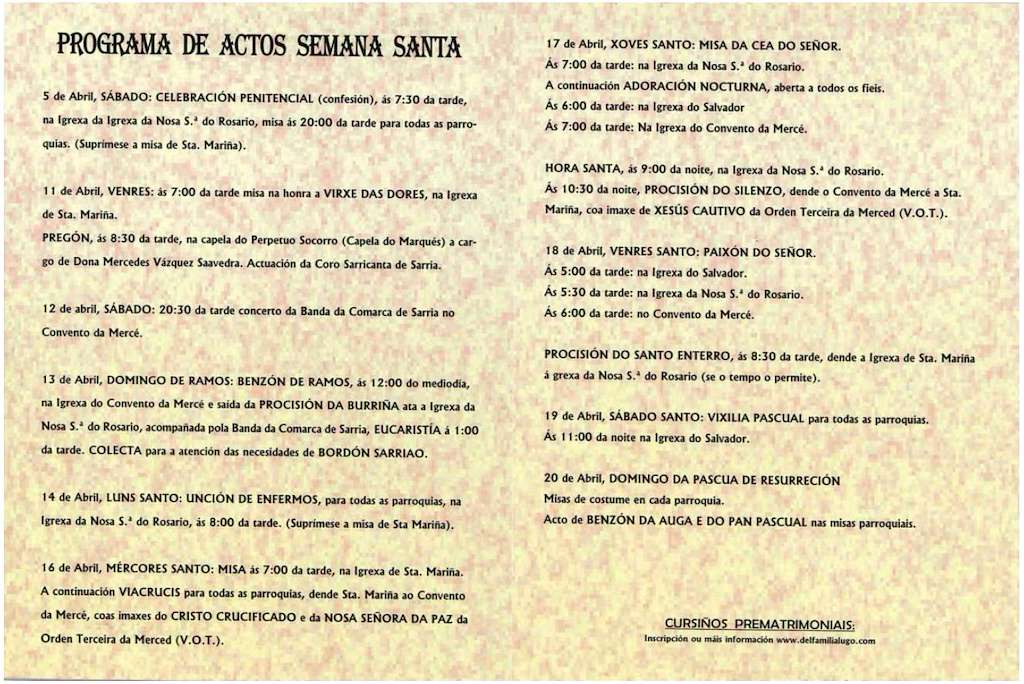 PROGRAMA DE ACTOS SEMANA SANTA
5 de Abril, SÁBADO: CELEBRACIÓN PENITENCIAL (confesión), ás 7:30 da tarde,
na Igrexa da Igrexa da Nosa S.ª do Rosario, misa ás 20:00 da tarde para todas as parro-
quias. (Suprímese a misa de Sta. Mariña).
11 de Abril, VENRES: ás 7:00 da tarde misa na honra a VIRXE DAS DORES, na Igrexa
de Sta. Mariña.
PREGÓN, ás 8:30 da tarde, na capela do Perpetuo Socorro (Capela do Marqués) a car-
go de Dona Mercedes Vázquez Saavedra. Actuación da Coro Sarricanta de Sarria.
12 de abril, SÁBADO: 20:30 da tarde concerto da Banda da Comarca de Sarria no
Convento da Mercé.
13 de Abril, DOMINGO DE RAMOS: BENZÓN DE RAMOS, ás 12:00 do mediodía,
na Igrexa do Convento da Mercé e saída da PROCISIÓN DA BURRIÑA ata a Igrexa da
Nosa S.ª do Rosario, acompañada pola Banda da Comarca de Sarria, EUCARISTÍA á 1:00
da tarde. COLECTA para a atención das necesidades de BORDÓN SARRIAO.
14 de Abril, LUNS SANTO: UNCIÓN DE ENFERMOS, para todas as parroquias, na
Igrexa da Nosa S.ª do Rosario, ás 8:00 da tarde. (Suprímese a misa de Sta Mariña).
16 de Abril, MÉRCORES SANTO: MISA ás 7:00 da tarde, na Igrexa de Sta. Mariña.
A continuación VIACRUCIS para todas as parroquias, dende Sta. Mariña ao Convento
da Mercé, coas imaxes do CRISTO CRUCIFICADO e da NOSA SEÑORA DA PAZ da
Orden Terceira da Merced (V.O.T.).
17 de Abril, XOVES SANTO: MISA DA CEA DO SEÑOR.
Ás 7:00 da tarde: na Igrexa da Nosa S.ª do Rosario.
A continuación ADORACIÓN NOCTURNA, aberta a todos os fieis.
Ás 6:00 da tarde: na Igrexa do Salvador
Ás 7:00 da tarde: Na Igrexa do Convento da Mercé.
HORA SANTA, ás 9:00 da noite, na Igrexa da Nosa S.ª do Rosario.
Ás 10:30 da noite, PROCISIÓN DO SILENZO, dende o Convento da Mercé a Sta.
Mariña, coa imaxe de XESÚS CAUTIVO da Orden Terceira da Merced (V.O.T.).
18 de Abril, VENRES SANTO: PAIXÓN DO SEÑOR.
Ás 5:00 da tarde: na Igrexa do Salvador.
Ás 5:30 da tarde: na Igrexa da Nosa S.ª do Rosario.
Ás 6:00 da tarde: no Convento da Mercé.
PROCISIÓN DO SANTO ENTERRO, ás 8:30 da tarde, dende a Igrexa de Sta. Mariña
á grexa da Nosa S.ª do Rosario (se o tempo o permite).
19 de Abril, SÁBADO SANTO: VIXILIA PASCUAL para todas as parroquias.
Ás 11:00 da noite na Igrexa do Salvador.
20 de Abril, DOMINGO DA PASCUA DE RESURRECIÓN
Misas de costume en cada parroquia.
Acto de BENZÓN DA AUGA E DO PAN PASCUAL nas misas parroquiais.
CURSIÑOS PREMATRIMONIAIS:
Inscripción ou máis información www.delfamilialugo.com